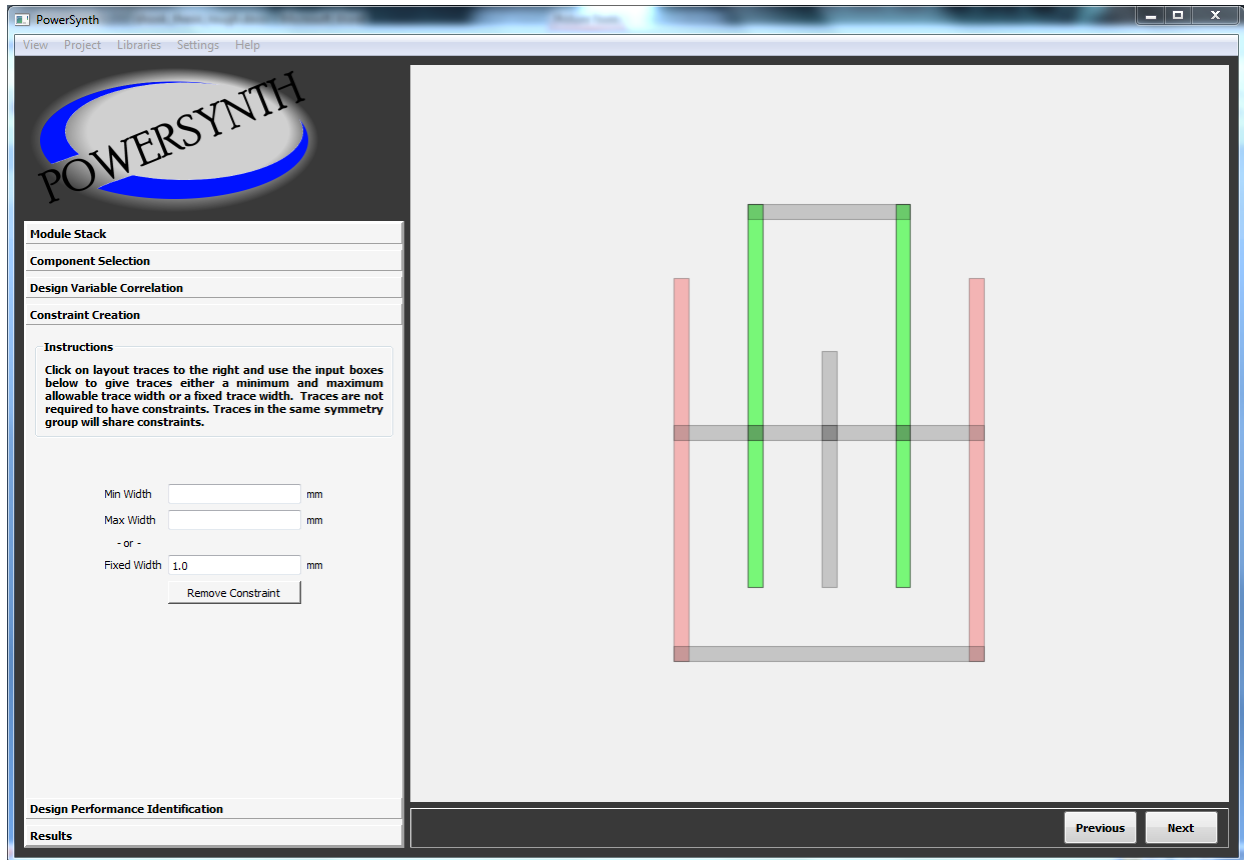 PowerSynth
View Project Libraries Settings Help
POWERSYNTH
Module Stack
Component Selection
Design Variable Correlation
Constraint Creation
Instructions
Click on layout traces to the right and use the input boxes
below to give traces either a minimum and maximum
allowable trace width or a fixed trace width. Traces are not
required to have constraints. Traces in the same symmetry
group will share constraints.
Min Width mm
Max Width mm
- or -
Fixed Width 1.0 mm
Remove Constraint
Design Performance Identification
Results
Previous Next